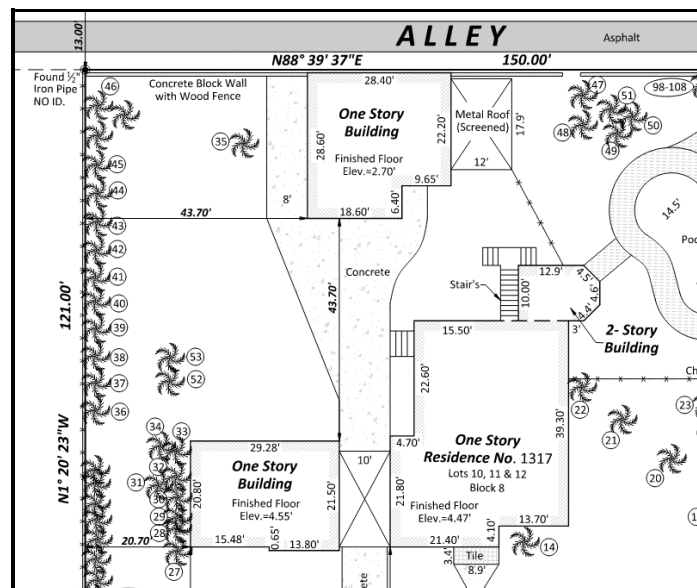 ALLEY
Asphalt
13.00'
N88° 39' 37"E
150.00'
Found ½"
Iron Pipe
NO ID.
Concrete Block Wall
with Wood Fence
28.40'
One Story
Building
Finished Floor
Elev.=2.70'
28.60'
22.20'
9.65'
6.40'
18.60'
Metal Roof
(Screened)
17.9'
12'
8'
43.70'
46
35
45
44
43
42
41
40
39
38
37
36
47
51
98-108
48
50
49
14.5'
Poo
Concrete
43.70'
121.00'
N1° 20' 23"W
Stair's
12.9'
4.5'
4.6'
4.4'
10.00'
3'
2- Story
Building
15.50'
22.60'
4.70'
39.30'
One Story
Residence No. 1317
Lots 10, 11 & 12
Block 8
Finished Floor
Elev.=4.47'
21.80'
4.10'
13.70'
21.40'
3.4'
Tile
8.9'
14
Ch
22
23
21
20
1
53
52
34
33
32
31
30
29
28
27
29.28'
One Story
Building
Finished Floor
Elev.=4.55'
20.80'
21.50'
15.48'
0.65'
13.80'
20.70'
10'
ete